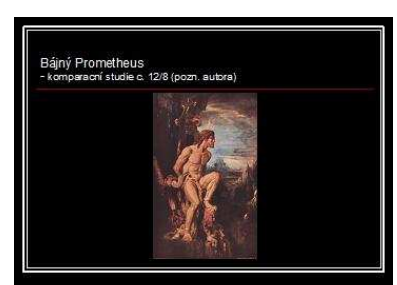 Bájný Prometheus
- komparacní studie c. 12/8 (pozn. autora)